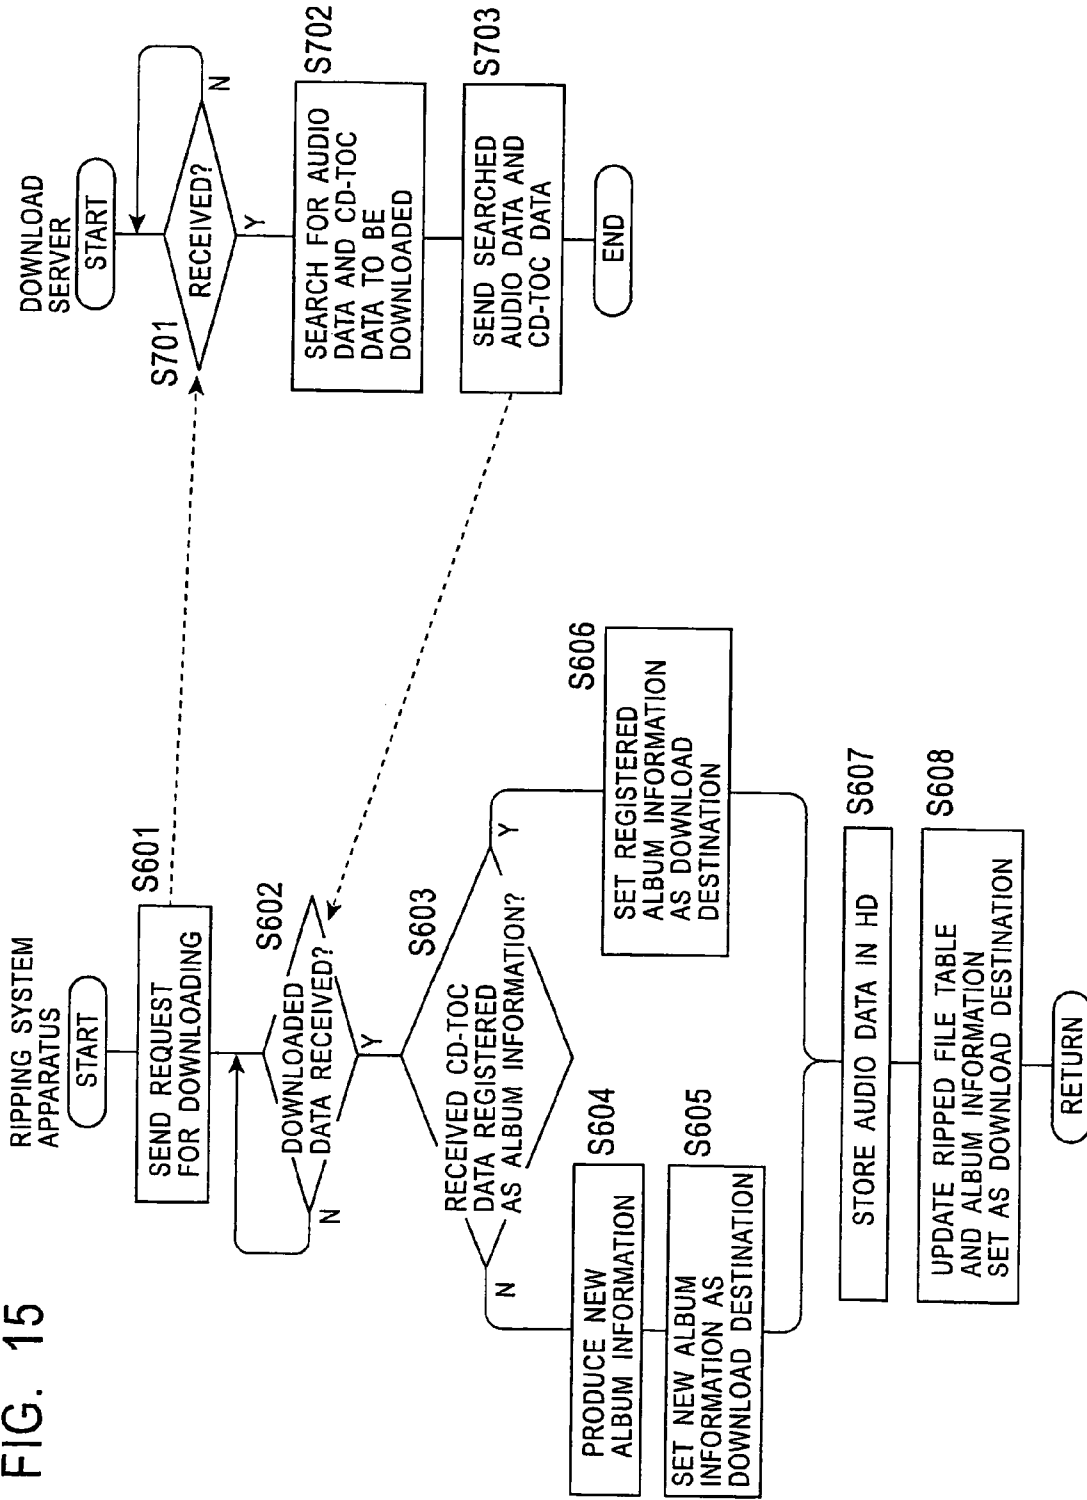 FIG. 15
RIPPING SYSTEM
APPARATUS
START
SEND REQUEST
FOR DOWNLOADING
S601
DOWNLOADED
DATA RECEIVED?
S602
N
Y
RECEIVED CD-TOC
DATA REGISTERED
AS ALBUM INFORMATION?
S603
N
Y
PRODUCE NEW
ALBUM INFORMATION
S604
SET NEW ALBUM
INFORMATION AS
DOWNLOAD DESTINATION
S605
SET REGISTERED
ALBUM INFORMATION
AS DOWNLOAD
DESTINATION
S606
STORE AUDIO DATA IN HD
S607
UPDATE RIPPED FILE TABLE
AND ALBUM INFORMATION
SET AS DOWNLOAD DESTINATION
S608
RETURN
DOWNLOAD
SERVER
START
S701
RECEIVED?
N
Y
SEARCH FOR AUDIO
DATA AND CD-TOC
DATA TO BE
DOWNLOADED
S702
SEND SEARCHED
AUDIO DATA AND
CD-TOC DATA
S703
END